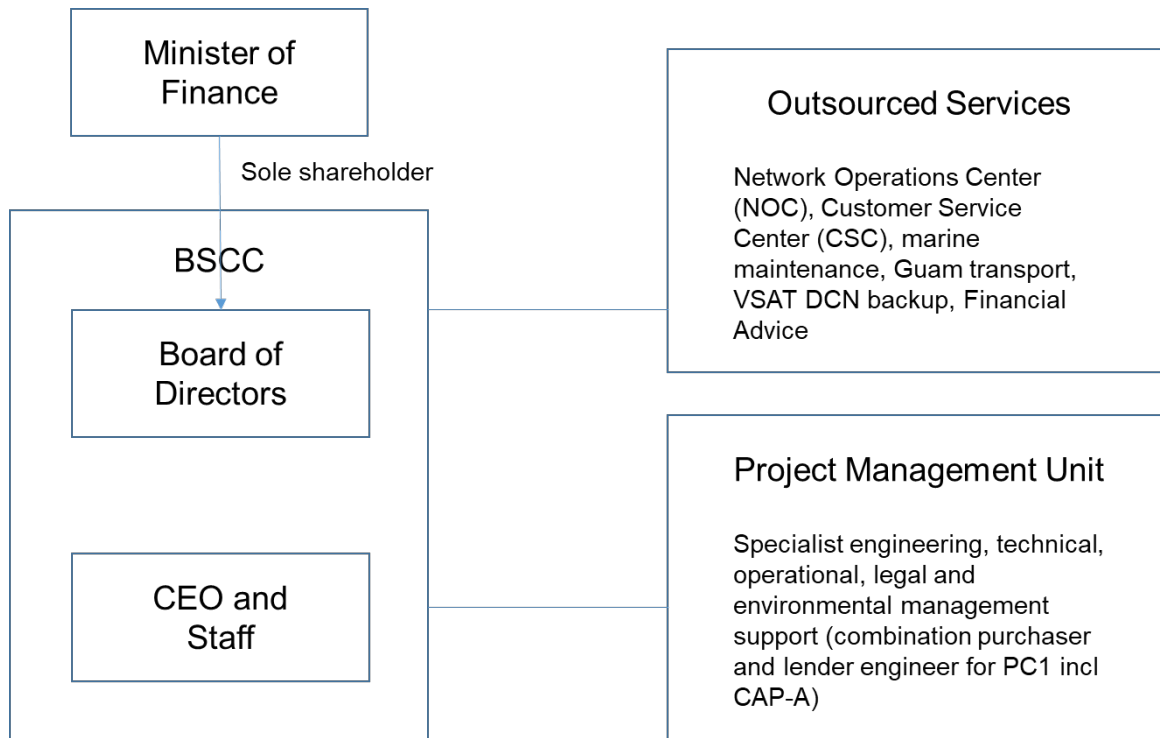 Minister of
Finance
Sole shareholder
BSCC
Board of
Directors
CEO and
Staff
Outsourced Services
Network Operations Center
(NOC), Customer Service
Center (CSC), marine
maintenance, Guam transport,
VSAT DCN backup, Financial
Advice
Project Management Unit
Specialist engineering, technical,
operational, legal and
environmental management
support (combination purchaser
and lender engineer for PC1 incl
CAP-A)